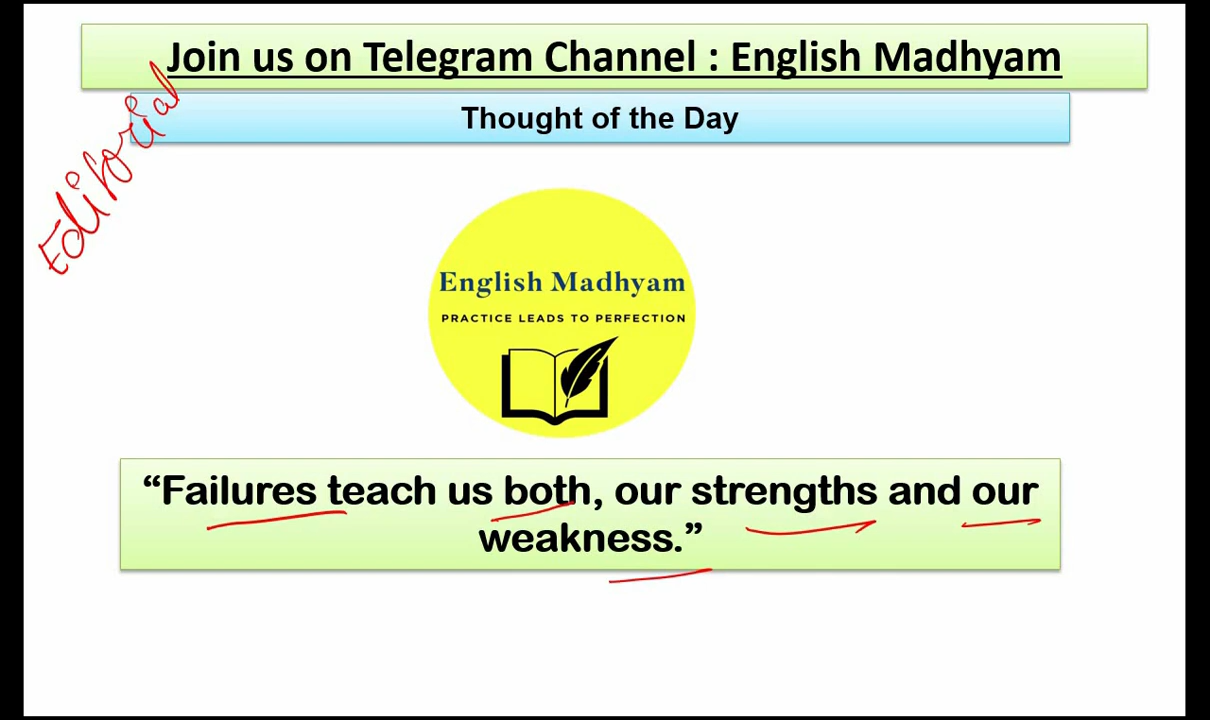 Join us on Telegram Channel : English Madhyam
Thought of the Day
Editorial
English Madhyam
PRACTICE LEADS TO PERFECTION
“Failures teach us both, our strengths and our
weakness.”